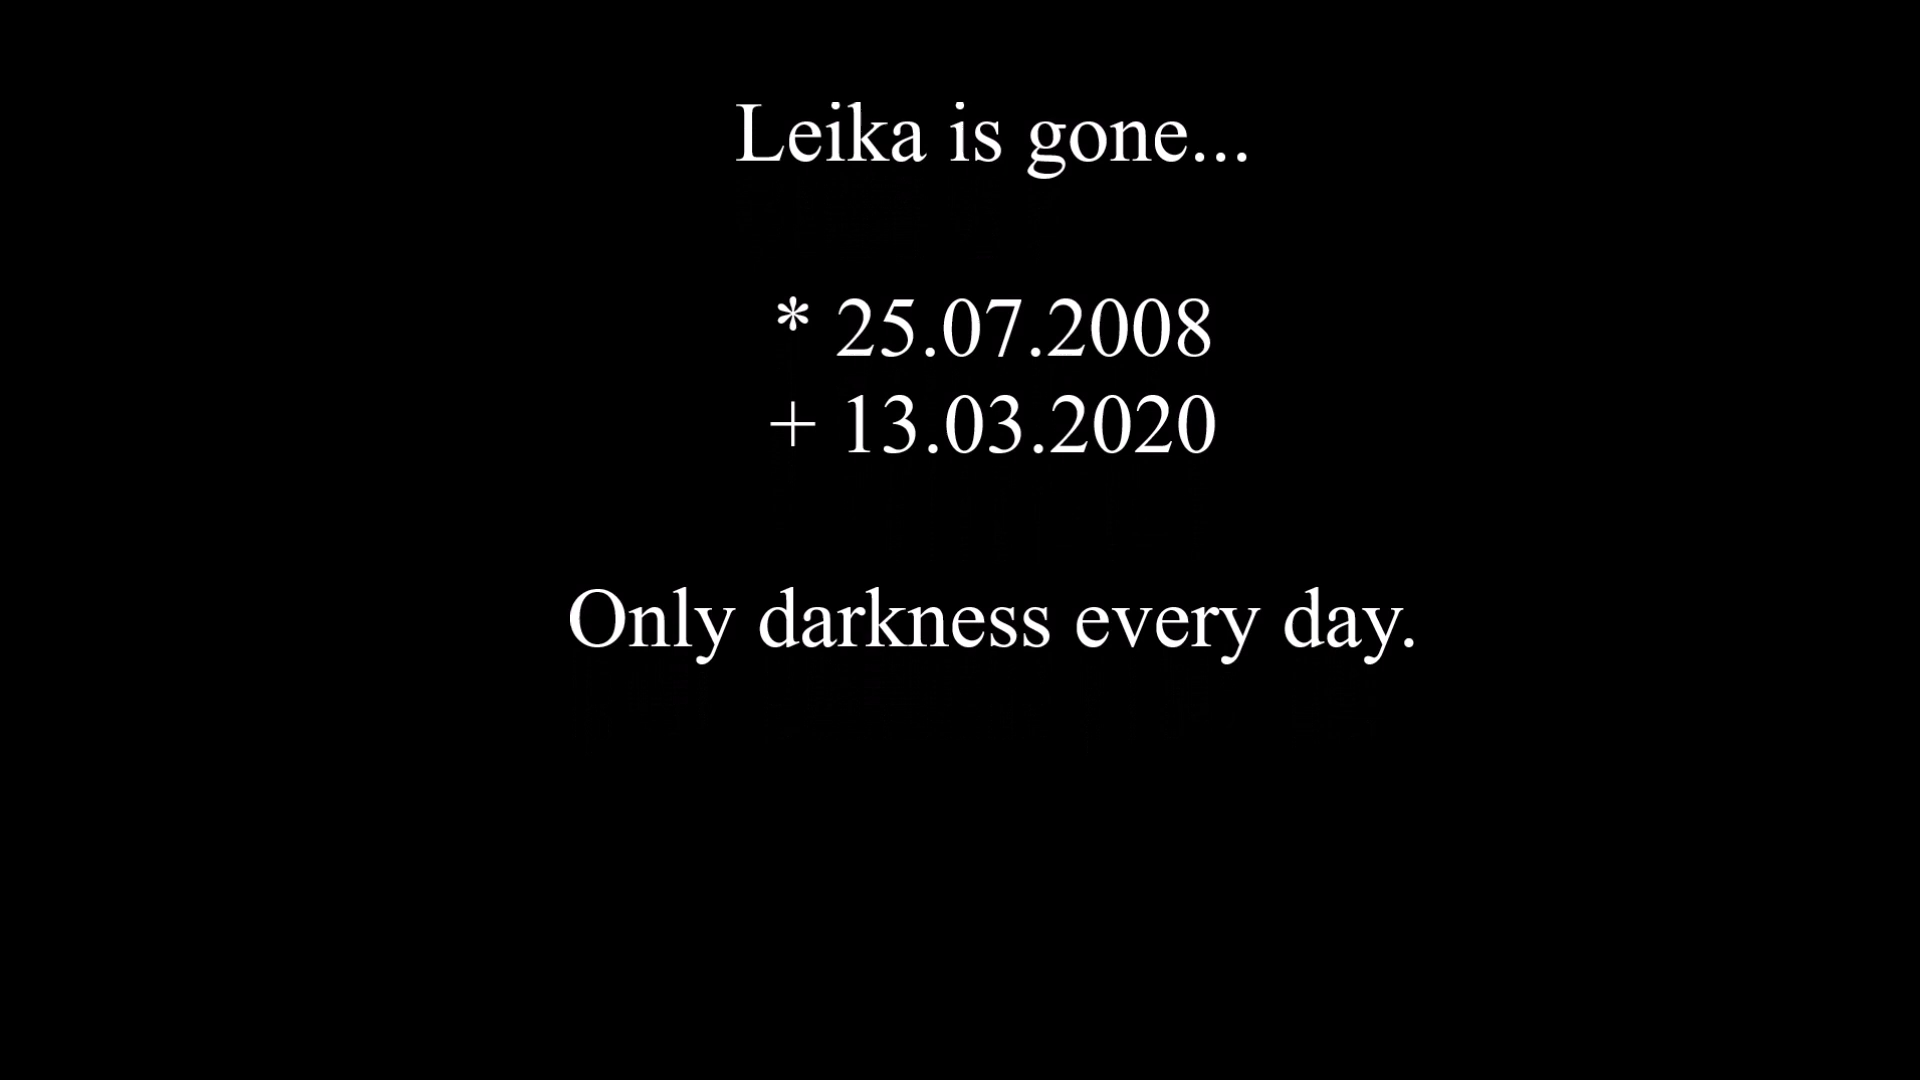 Leika is gone...
* 25.07.2008
+ 13.03.2020
Only darkness every day.